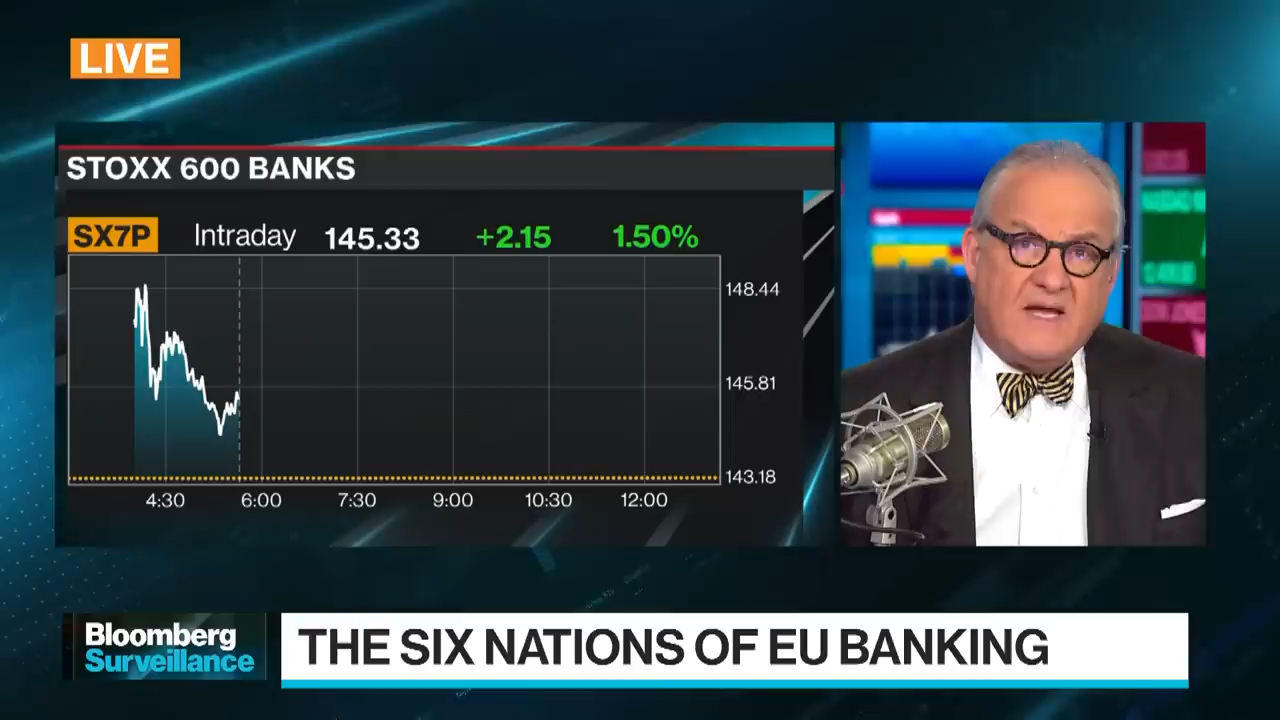 LIVE
STOXX 600 BANKS
SX7P Intraday 145.33 +2.15 1.50%
148.44
145.81
143.18
4:30 6:00 7:30 9:00 10:30 12:00
Bloomberg
Surveillance
THE SIX NATIONS OF EU BANKING